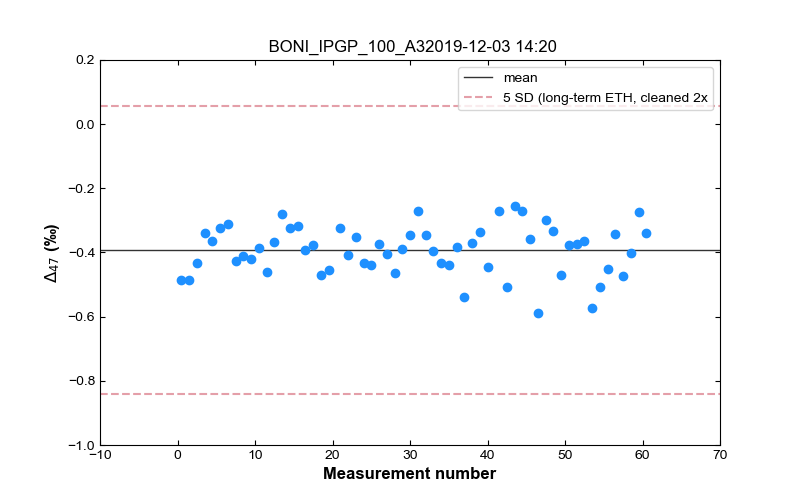 BONI_IPGP_100_A32019-12-03 14:20
mean
5 SD (long-term ETH, cleaned 2x
0.2
0.0
−0.2
−0.4
−0.6
−0.8
−1.0
Δ47 (‰)
−10 0 10 20 30 40 50 60 70
Measurement number